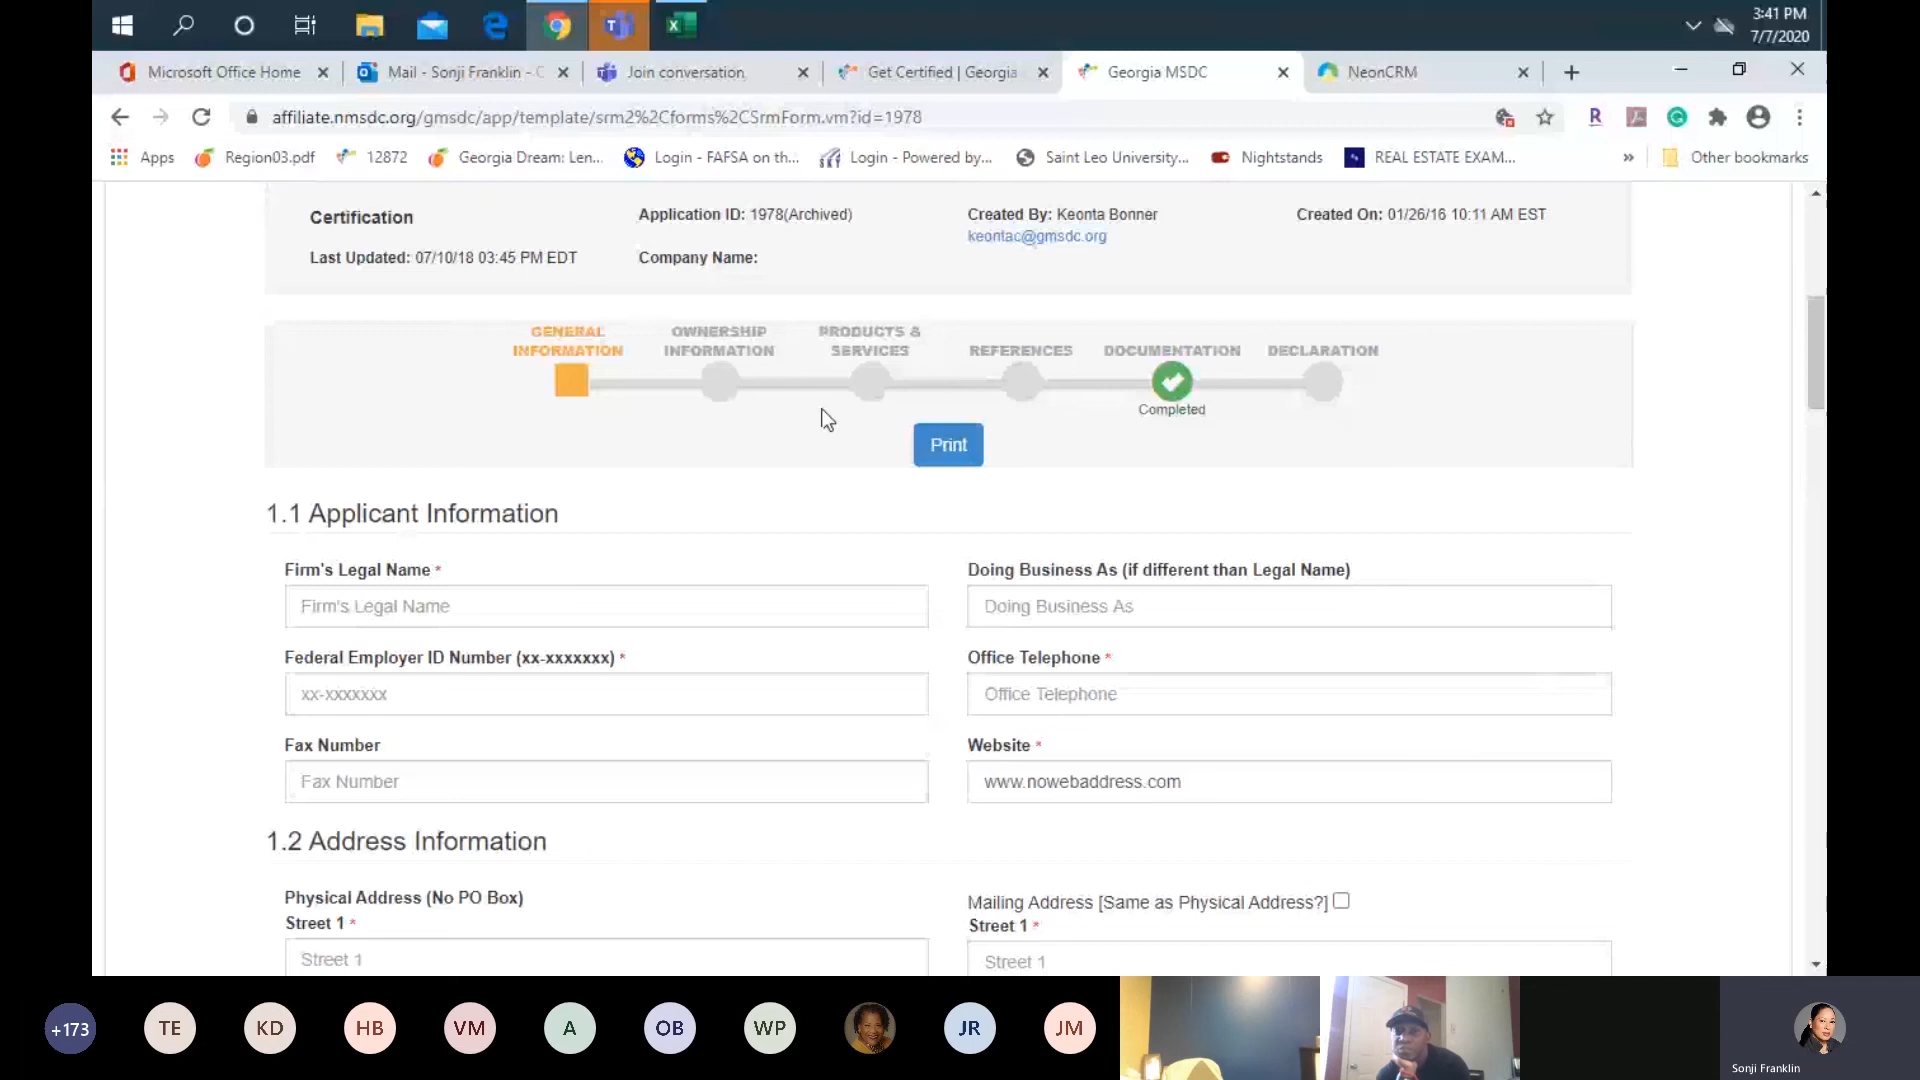 3:41 PM
7/7/2020
Microsoft Office Home
Mail - Sonji Franklin - C
Join conversation
Get Certified | Georgia
Georgia MSDC
NeonCRM
affiliate.nmsdc.org/gmsdc/app/template/srm2%2Cforms%2CSrmForm.vm?id=1978
Apps
Region03.pdf
12872
Georgia Dream: Len...
Login - FAFSA on th...
Login - Powered by...
Saint Leo University...
Nightstands
REAL ESTATE EXAM...
»
Other bookmarks
Certification
Application ID: 1978(Archived)
Created By: Keonta Bonner
keontac@gmsdc.org
Created On: 01/26/16 10:11 AM EST
Last Updated: 07/10/18 03:45 PM EDT
Company Name:
GENERAL
INFORMATION
OWNERSHIP
INFORMATION
PRODUCTS &
SERVICES
REFERENCES
DOCUMENTATION
DECLARATION
Completed
Print
1.1 Applicant Information
Firm's Legal Name *
Firm's Legal Name
Doing Business As (if different than Legal Name)
Doing Business As
Federal Employer ID Number (xx-xxxxxxx) *
xx-xxxxxxx
Office Telephone *
Office Telephone
Fax Number
Fax Number
Website *
www.nowebaddress.com
1.2 Address Information
Physical Address (No PO Box)
Street 1 *
Street 1
Mailing Address [Same as Physical Address?]
Street 1 *
Street 1
+173
TE
KD
HB
VM
A
OB
WP
JR
JM
Sonji Franklin